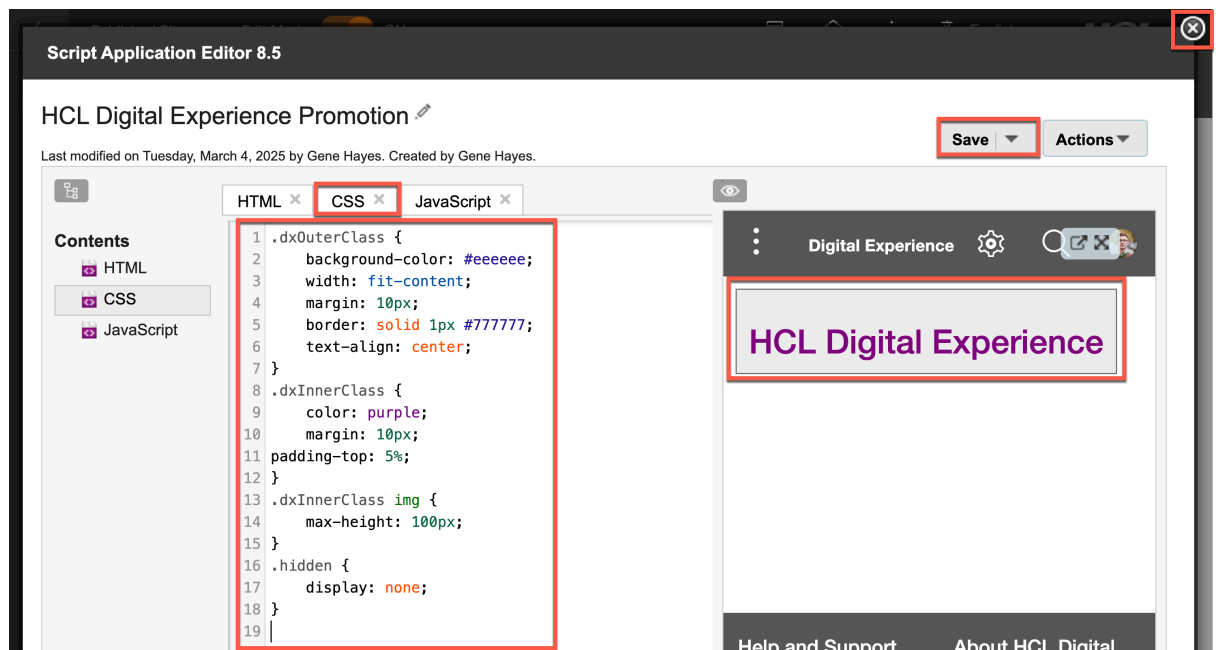 Script Application Editor 8.5
HCL Digital Experience Promotion
Last modified on Tuesday, March 4, 2025 by Gene Hayes. Created by Gene Hayes.
Save
Actions
HTML
CSS
JavaScript
Contents
HTML
CSS
JavaScript
1 .dxOuterClass {
2     background-color: #eeeeee;
3     width: fit-content;
4     margin: 10px;
5     border: solid 1px #777777;
6     text-align: center;
7 }
8 .dxInnerClass {
9     color: purple;
10     margin: 10px;
11 padding-top: 5%;
12 }
13 .dxInnerClass img {
14     max-height: 100px;
15 }
16 .hidden {
17     display: none;
18 }
19
Digital Experience
HCL Digital Experience
Help and Support
About HCL Digital